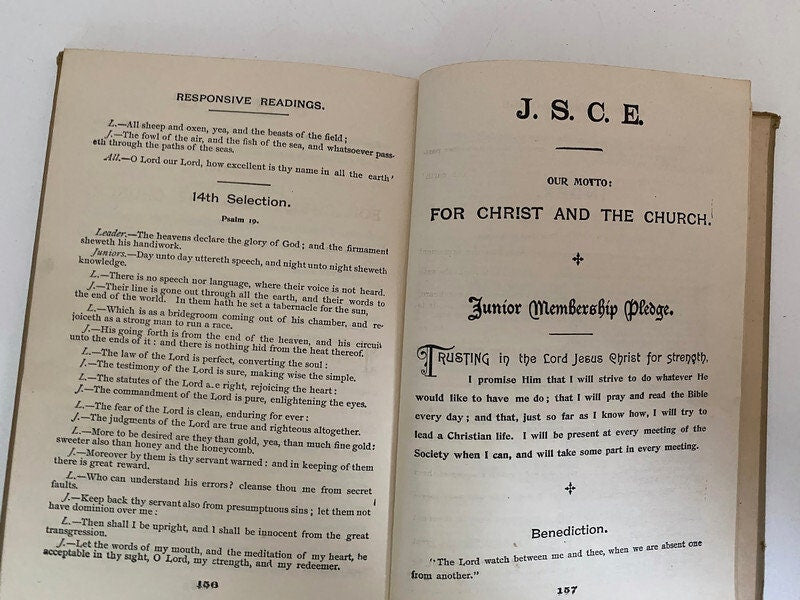 RESPONSIVE READINGS.
L.—All sheep and oxen, yea, and the beasts of the field;
J.—The fowl of the air, and the fish of the sea, and whatsoever pass-
eth through the paths of the seas.
All.—O Lord our Lord, how excellent is thy name in all the earth'
14th Selection.
Psalm 19.
Leader.—The heavens declare the glory of God; and the firmament
sheweth his handiwork.
Juniors.—Day unto day uttereth speech, and night unto night sheweth
knowledge.
L.—There is no speech nor language, where their voice is not heard.
J.—Their line is gone out through all the earth, and their words to
the end of the world. In them hath he set a tabernacle for the sun,
L.—Which is as a bridegroom coming out of his chamber, and re-
joiceth as a strong man to run a race.
J.—His going forth is from the end of the heaven, and his circuit
unto the ends of it: and there is nothing hid from the heat thereof.
L.—The law of the Lord is perfect, converting the soul:
J.—The testimony of the Lord is sure, making wise the simple.
L.—The statutes of the Lord a.e right, rejoicing the heart:
J.—The commandment of the Lord is pure, enlightening the eyes.
L.—The fear of the Lord is clean, enduring for ever:
J.—The judgments of the Lord are true and righteous altogether.
L.—More to be desired are they than gold, yea, than much fine gold:
sweeter also than honey and the honeycomb.
J.—Moreover by them is thy servant warned: and in keeping of them
there is great reward.
L.—Who can understand his errors? cleanse thou me from secret
faults.
J.—Keep back thy servant also from presumptuous sins; let them not
have dominion over me:
L.—Then shall I be upright, and I shall be innocent from the great
transgression.
J.—Let the words of my mouth, and the meditation of my heart, be
acceptable in thy sight, O Lord, my strength, and my redeemer.
156
J. S. C. E.
OUR MOTTO:
FOR CHRIST AND THE CHURCH.
Junior Membership Pledge.
TRUSTING in the Lord Jesus Christ for strength,
I promise Him that I will strive to do whatever He
would like to have me do; that I will pray and read the Bible
every day; and that, just so far as I know how, I will try to
lead a Christian life. I will be present at every meeting of the
Society when I can, and will take some part in every meeting.
Benediction.
"The Lord watch between me and thee, when we are absent one
from another."
157